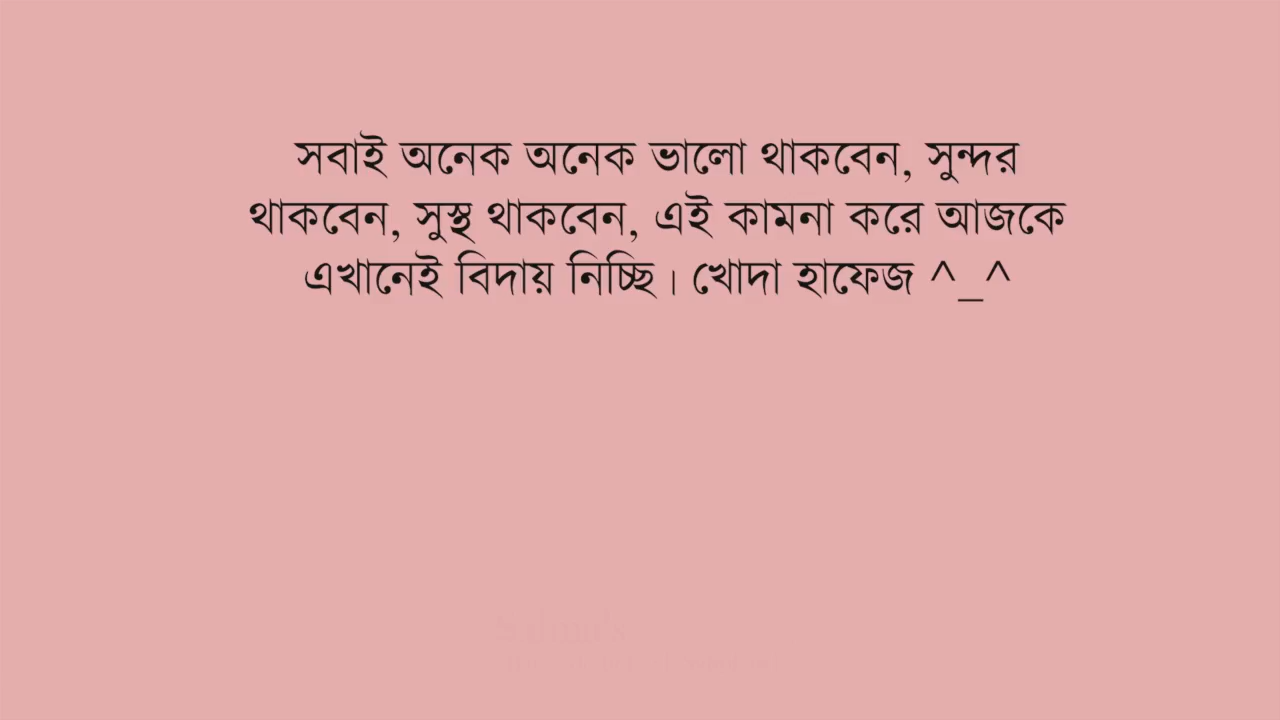 সবাই অনেক অনেক ভালো থাকবেন, সুন্দর
থাকবেন, সুস্থ থাকবেন, এই কামনা করে আজকে
এখানেই বিদায় নিচ্ছি। খোদা হাফেজ ^_^